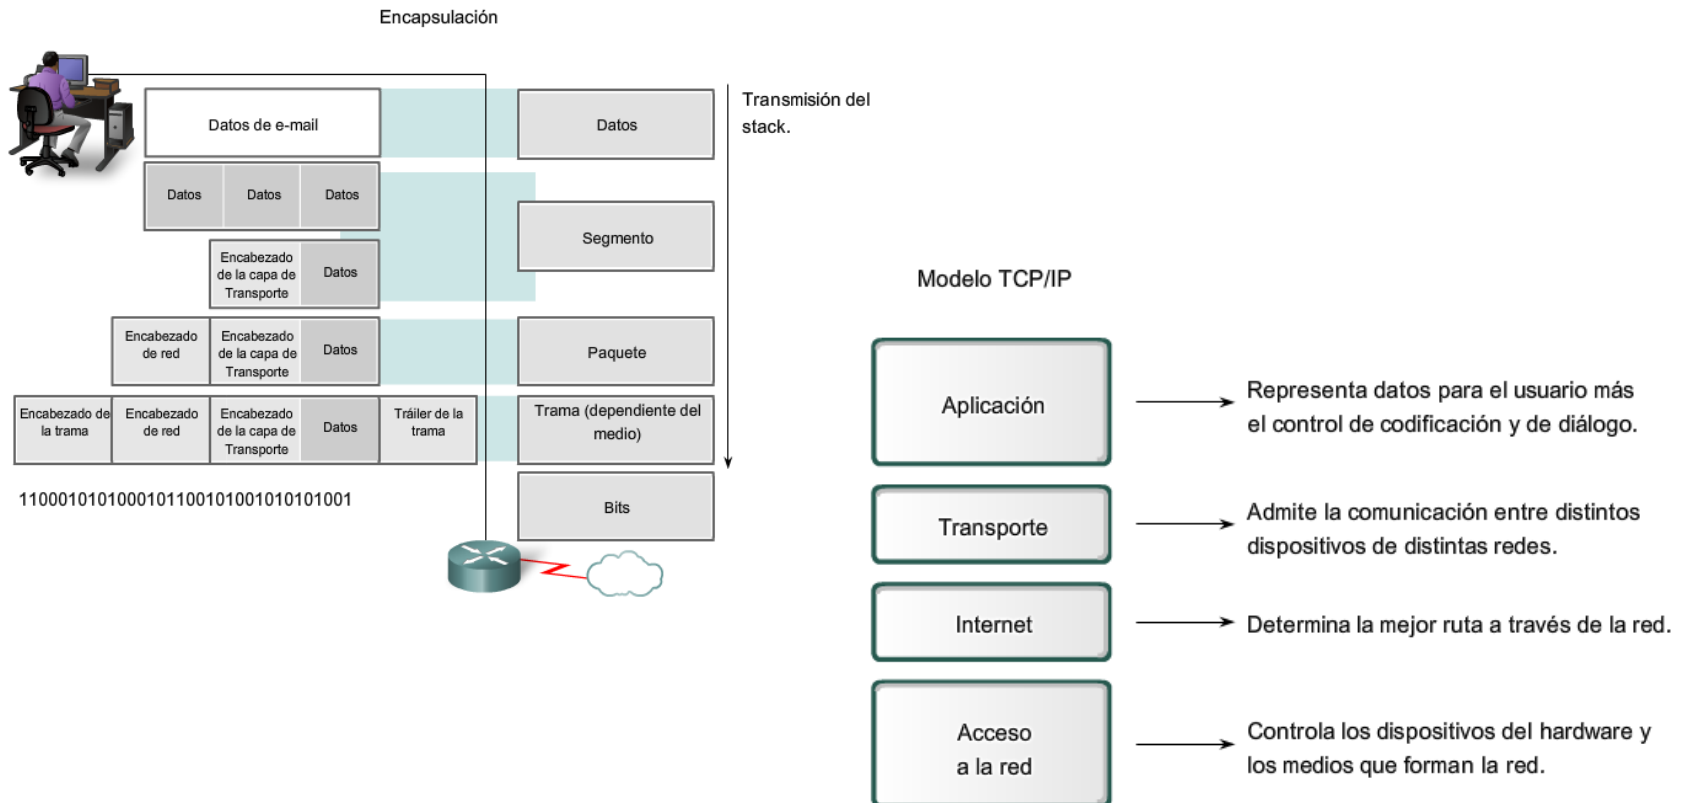 Encapsulación
Datos de e-mail
Datos
Transmisión del
stack.
Datos
Datos
Datos
Segmento
Encabezado
de la capa de
Transporte
Datos
Encabezado
de red
Encabezado
de la capa de
Transporte
Datos
Paquete
Encabezado de
la trama
Encabezado
de red
Encabezado
de la capa de
Transporte
Datos
Tráiler de la
trama
Trama (dependiente del
medio)
1100010101000101100101001010101001
Bits
Modelo TCP/IP
Aplicación
Representa datos para el usuario más
el control de codificación y de diálogo.
Transporte
Admite la comunicación entre distintos
dispositivos de distintas redes.
Internet
Determina la mejor ruta a través de la red.
Acceso
a la red
Controla los dispositivos del hardware y
los medios que forman la red.